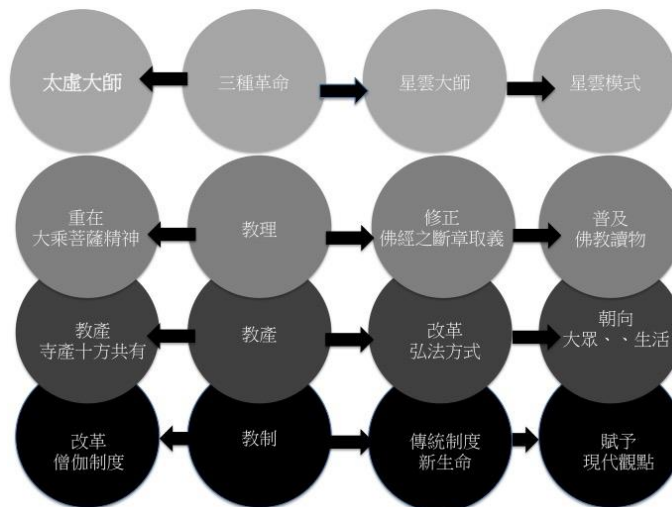 太虛大師
三種革命
星雲大師
星雲模式
重在
大乘菩薩精神
教理
修正
佛經之斷章取義
普及
佛教讀物
教產
寺產十方共有
教產
改革
弘法方式
朝向
大眾、、生活
改革
僧伽制度
教制
傳統制度
新生命
賦予
現代觀點